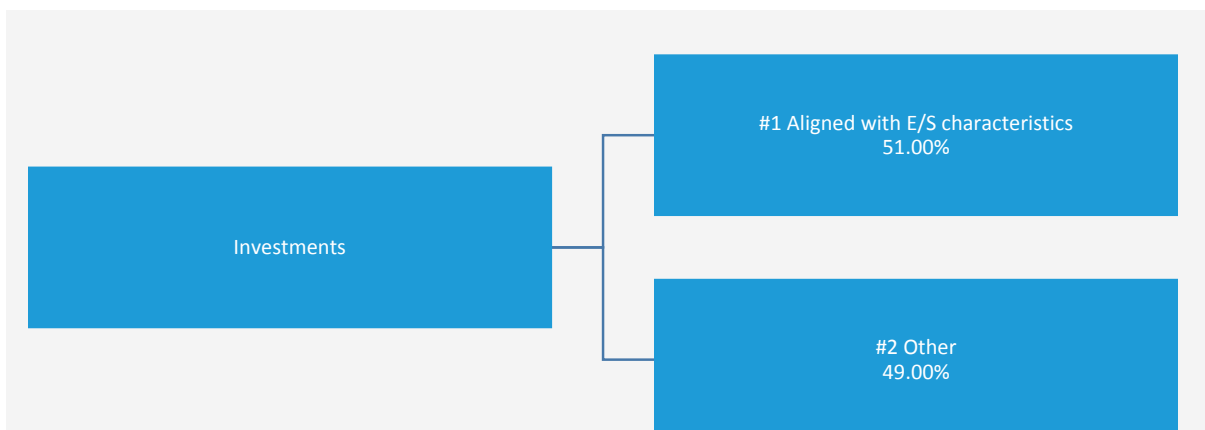 Investments
#1 Aligned with E/S characteristics
51.00%
#2 Other
49.00%